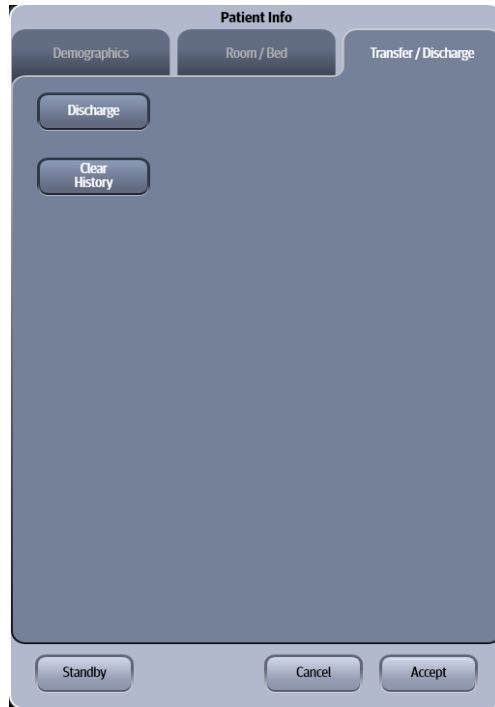 Patient Info
Demographics
Room / Bed
Transfer / Discharge
Discharge
Clear
History
Standby
Cancel
Accept